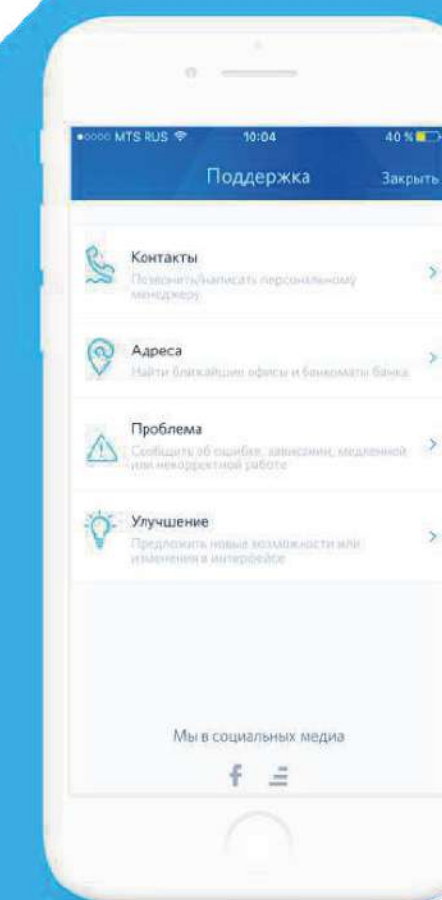 MTS RUS 10:04 40 %
Поддержка Закрыть
Контакты
Позвонить/написать персональному
менеджеру
Адреса
Найти ближайшие офисы и банкоматы банка
Проблема
Сообщить об ошибке, зависании, медленной
или некорректной работе
Улучшение
Предложить новые возможности или
изменения в интерфейсе
Мы в социальных медиа